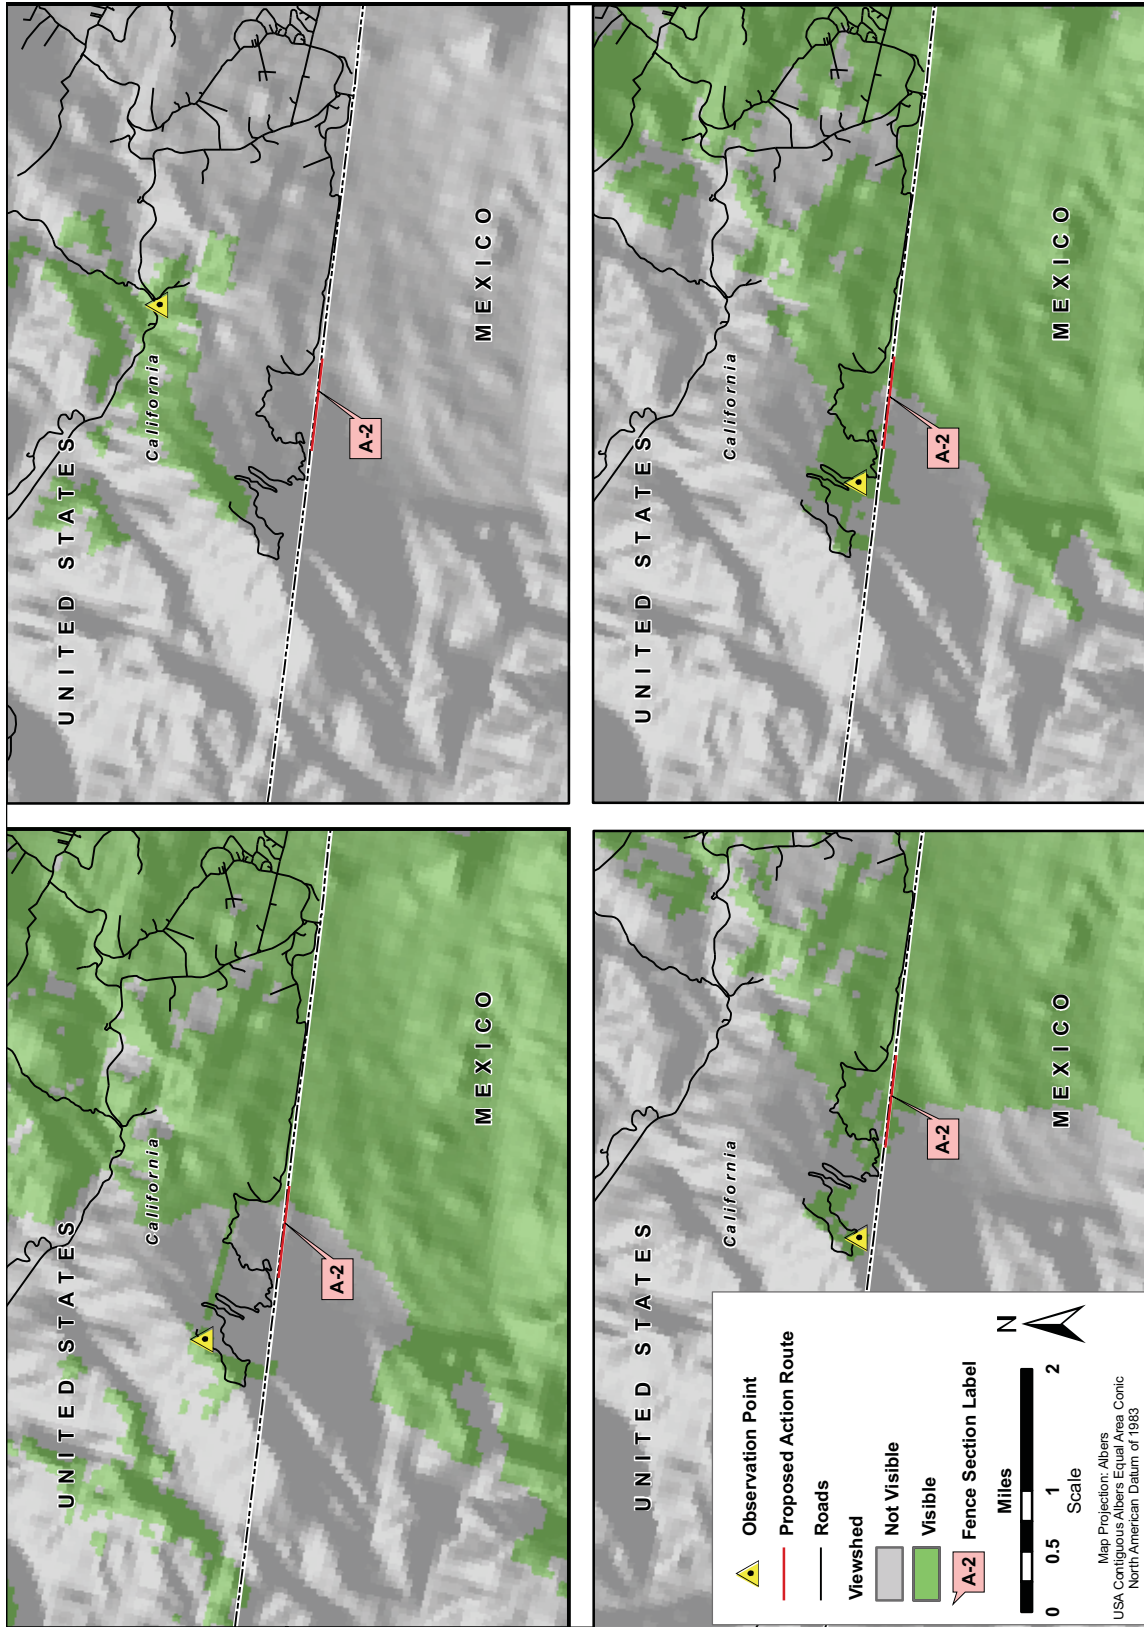 UNITED STATES
California
A-2
MEXICO
UNITED STATES
California
A-2
MEXICO
UNITED STATES
California
A-2
MEXICO
UNITED STATES
California
A-2
MEXICO
Observation Point
Proposed Action Route
Roads
Viewshed
Not Visible
Visible
A-2 Fence Section Label
Miles
0 0.5 1 2
Scale
N
Map Projection: Albers
USA Contiguous Albers Equal Area Conic
North American Datum of 1983